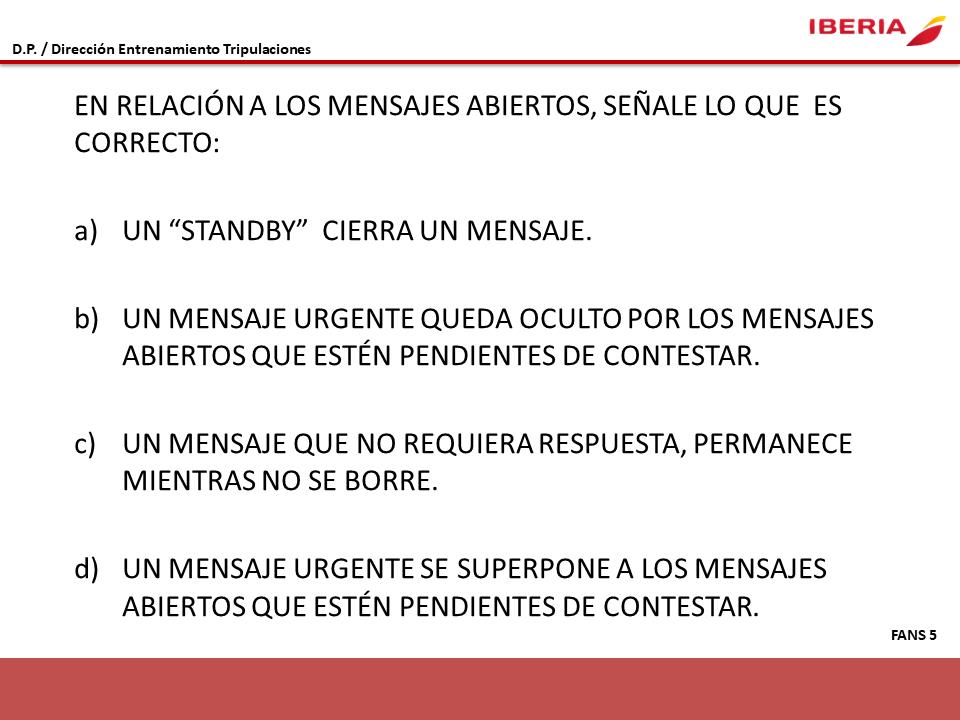 IBERIA
D.P. / Dirección Entrenamiento Tripulaciones
EN RELACIÓN A LOS MENSAJES ABIERTOS, SEÑALE LO QUE  ES
CORRECTO:
a) UN “STANDBY”  CIERRA UN MENSAJE.
b) UN MENSAJE URGENTE QUEDA OCULTO POR LOS MENSAJES
ABIERTOS QUE ESTÉN PENDIENTES DE CONTESTAR.
c) UN MENSAJE QUE NO REQUIERA RESPUESTA, PERMANECE
MIENTRAS NO SE BORRE.
d) UN MENSAJE URGENTE SE SUPERPONE A LOS MENSAJES
ABIERTOS QUE ESTÉN PENDIENTES DE CONTESTAR.
FANS 5